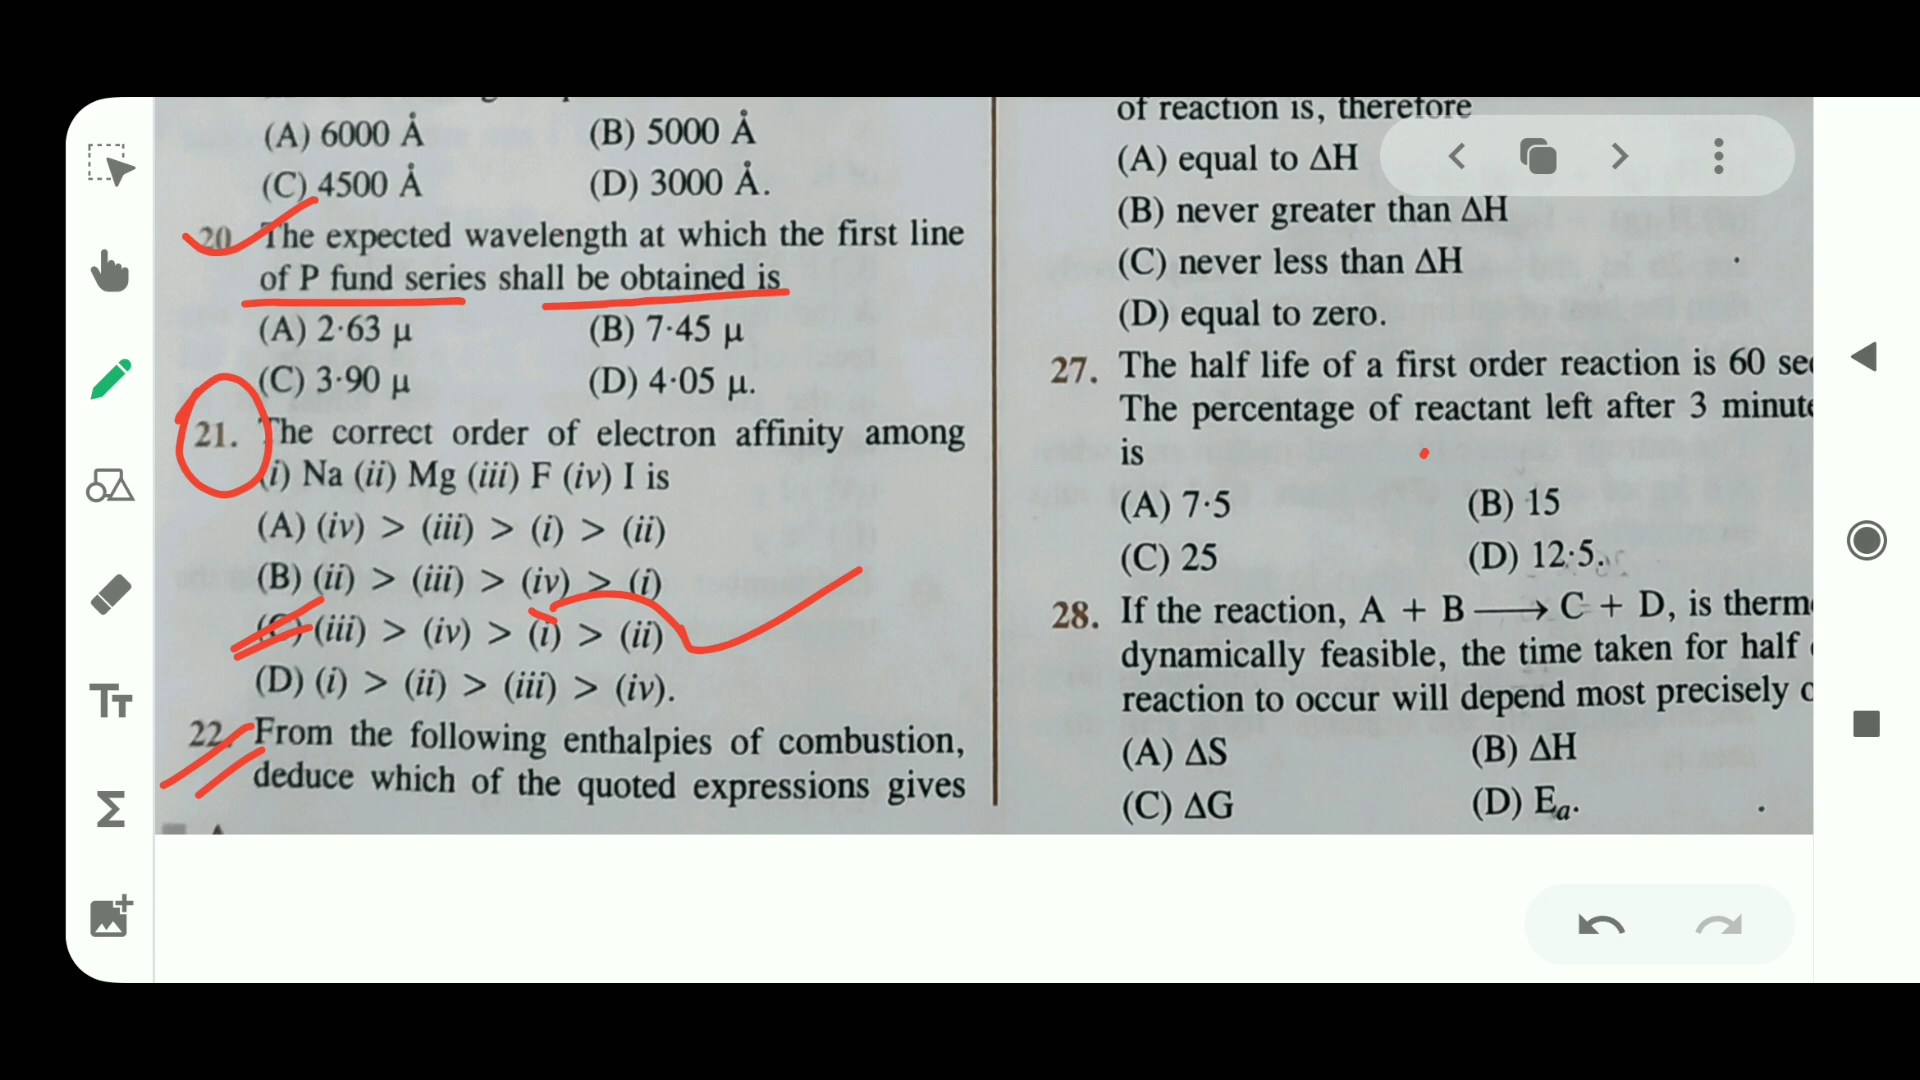 (A) 6000 Å (B) 5000 Å
(C) 4500 Å (D) 3000 Å.
20. The expected wavelength at which the first line
of P fund series shall be obtained is
(A) 2·63 μ (B) 7·45 μ
(C) 3·90 μ (D) 4·05 μ.
21. The correct order of electron affinity among
(i) Na (ii) Mg (iii) F (iv) I is
(A) (iv) > (iii) > (i) > (ii)
(B) (ii) > (iii) > (iv) > (i)
(C) (iii) > (iv) > (i) > (ii)
(D) (i) > (ii) > (iii) > (iv).
22. From the following enthalpies of combustion,
deduce which of the quoted expressions gives
of reaction is, therefore
(A) equal to ΔH
(B) never greater than ΔH
(C) never less than ΔH
(D) equal to zero.
27. The half life of a first order reaction is 60
The percentage of reactant left after 3
is
(A) 7·5 (B) 15
(C) 25 (D) 12·5.
28. If the reaction, A + B ⟶ C + D, is
dynamically feasible, the time taken for half
reaction to occur will depend most precisely
(A) ΔS (B) ΔH
(C) ΔG (D) Eₐ.
Tт
Σ